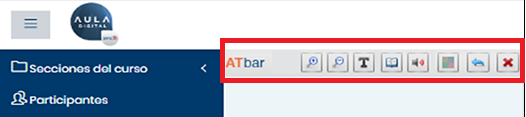 AULA
DIGITAL
Secciones del curso
ATbar
T
Participantes